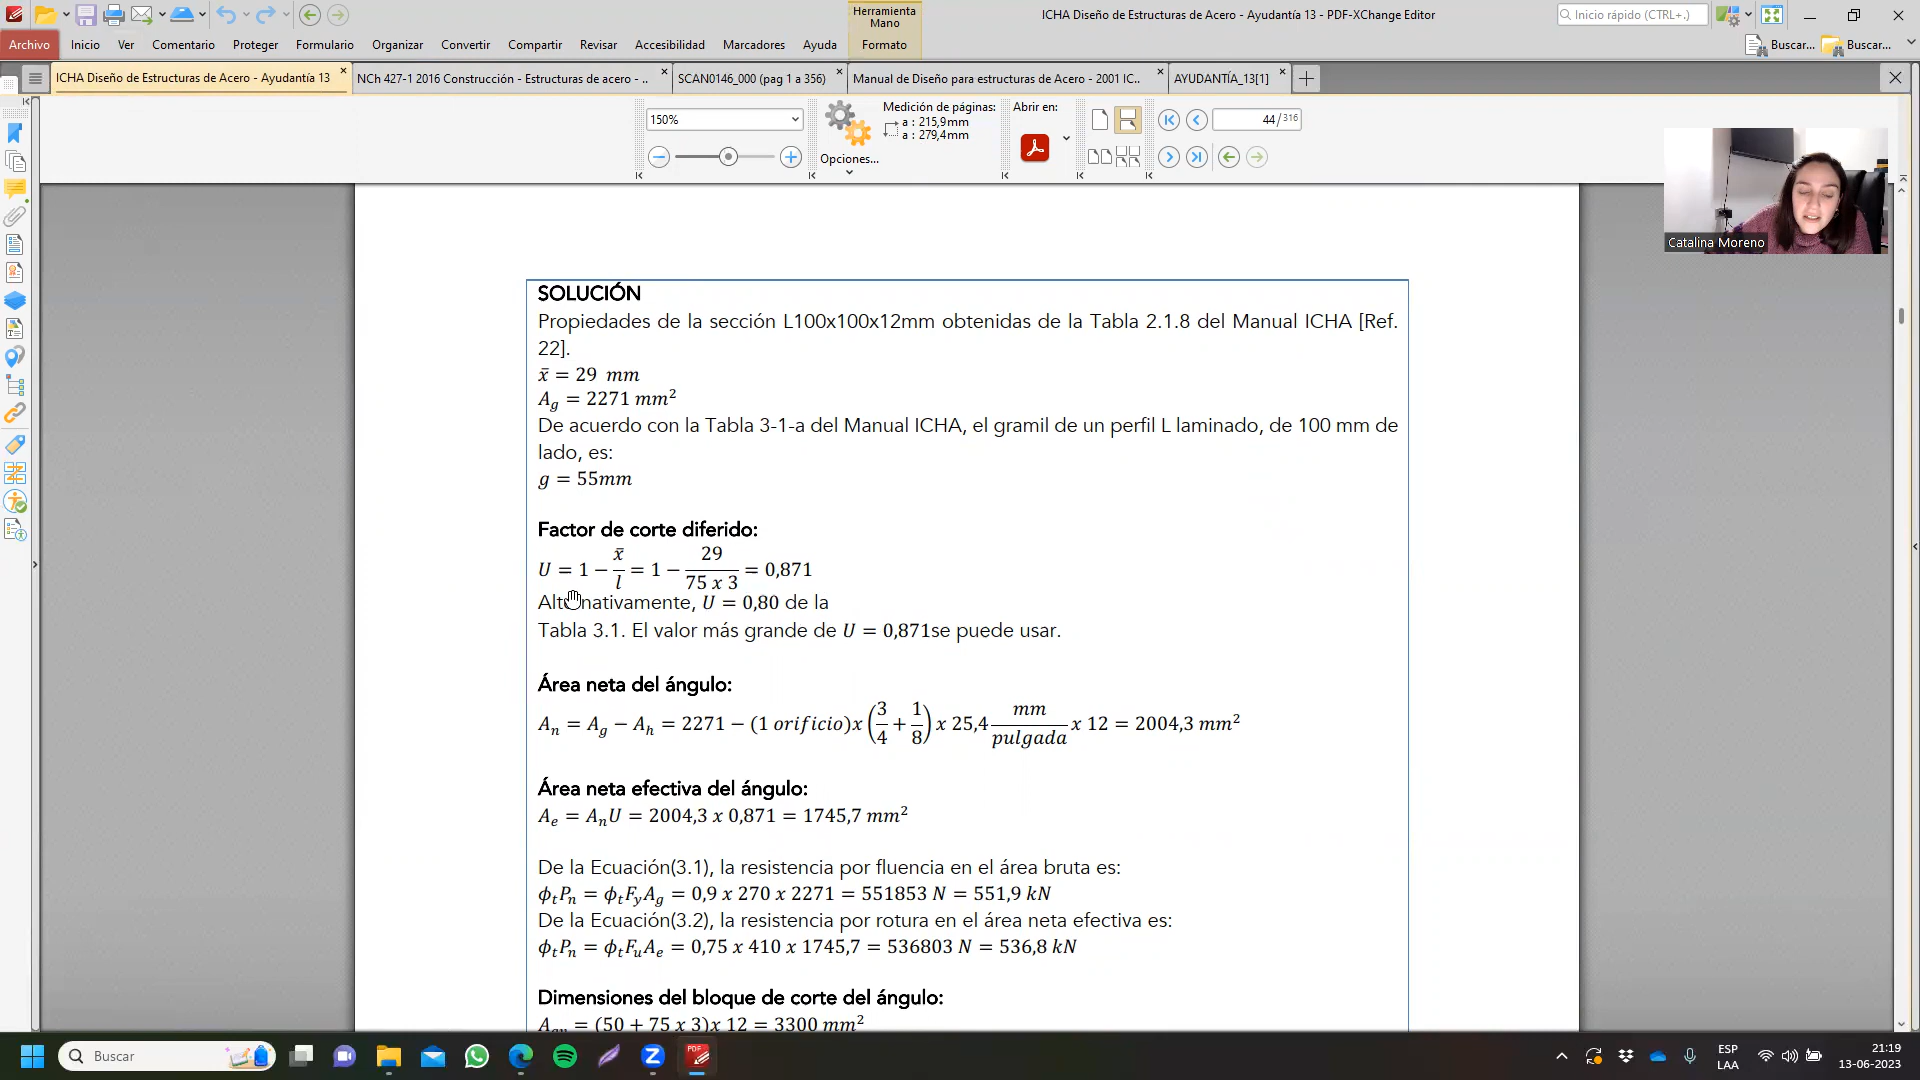 Herramienta
Mano
ICHA Diseño de Estructuras de Acero - Ayudantía 13 - PDF-XChange Editor
Inicio rápido (CTRL+.)
Archivo Inicio Ver Comentario Proteger Formulario Organizar Convertir Compartir Revisar Accesibilidad Marcadores Ayuda Formato Buscar... Buscar...
ICHA Diseño de Estructuras de Acero - Ayudantía 13 NCh 427-1 2016 Construcción - Estructuras de acero - .. SCAN0146_000 (pag 1 a 356) Manual de Diseño para estructuras de Acero - 2001 IC.. AYUDANTÍA_13[1]
150%
Opciones...
Medición de páginas:
a : 215,9mm
a : 279,4mm
Abrir en:
44/316
Catalina Moreno
SOLUCIÓN
Propiedades de la sección L100x100x12mm obtenidas de la Tabla 2.1.8 del Manual ICHA [Ref.
22].
x̄ = 29 mm
A_g = 2271 mm²
De acuerdo con la Tabla 3-1-a del Manual ICHA, el gramil de un perfil L laminado, de 100 mm de
lado, es:
g = 55mm
Factor de corte diferido:
U = 1 − x̄/l = 1 − 29/(75 x 3) = 0,871
Alternativamente, U = 0,80 de la
Tabla 3.1. El valor más grande de U = 0,871se puede usar.
Área neta del ángulo:
A_n = A_g − A_h = 2271 − (1 orificio)x (3/4 + 1/8) x 25,4 mm/pulgada x 12 = 2004,3 mm²
Área neta efectiva del ángulo:
A_e = A_nU = 2004,3 x 0,871 = 1745,7 mm²
De la Ecuación(3.1), la resistencia por fluencia en el área bruta es:
ϕ_tP_n = ϕ_tF_yA_g = 0,9 x 270 x 2271 = 551853 N = 551,9 kN
De la Ecuación(3.2), la resistencia por rotura en el área neta efectiva es:
ϕ_tP_n = ϕ_tF_uA_e = 0,75 x 410 x 1745,7 = 536803 N = 536,8 kN
Dimensiones del bloque de corte del ángulo:
A_gv = (50 + 75 x 3)x 12 = 3300 mm²
Buscar
PDF
ESP
LAA
21:19
13-06-2023